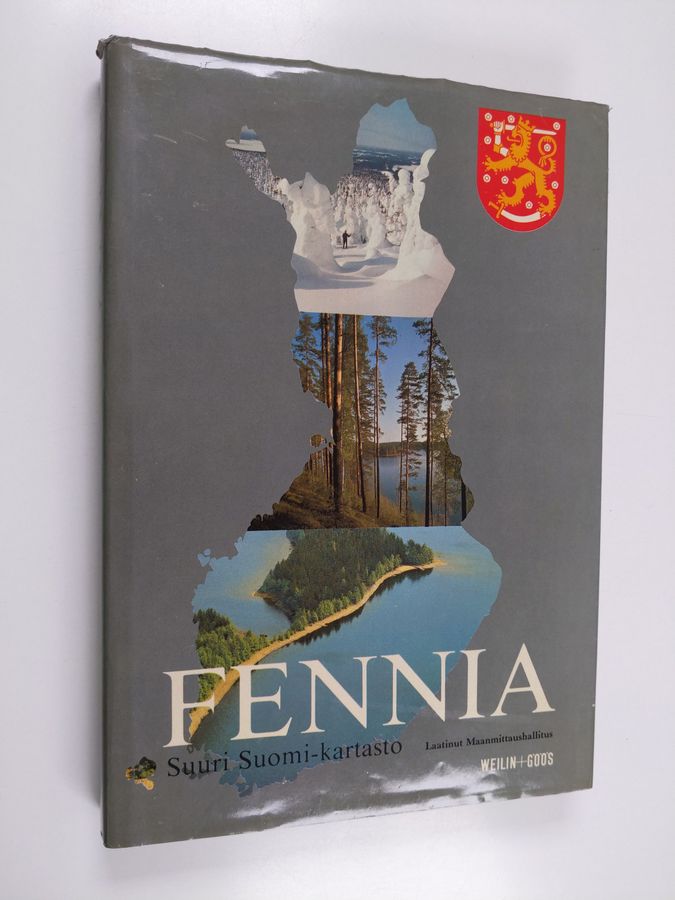 FENNIA
Suuri Suomi-kartasto
Laatinut Maanmittaushallitus
WEILIN+GÖÖS